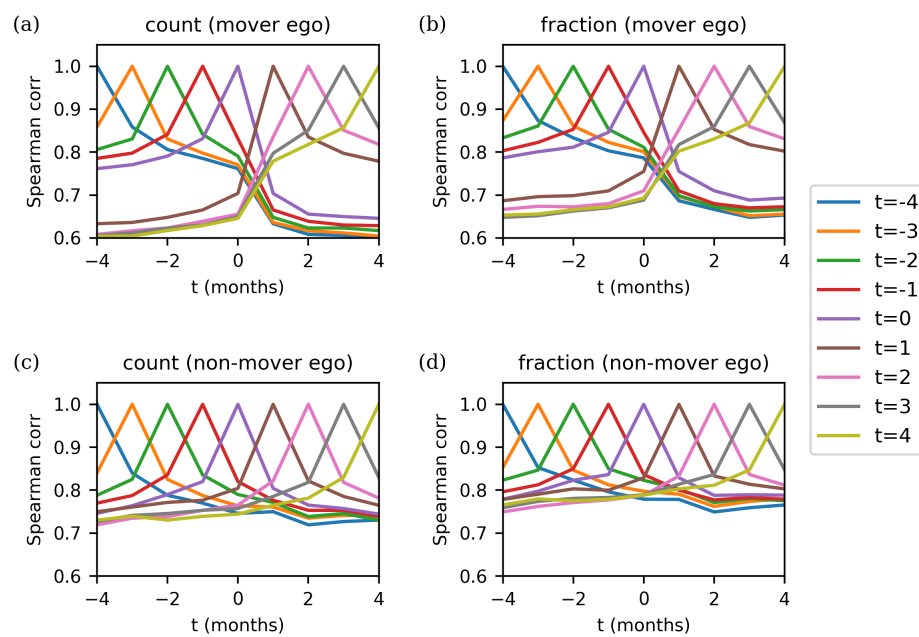 (a) count (mover ego)
(b) fraction (mover ego)
1.0
0.9
0.8
0.7
0.6
Spearman corr
−4 −2 0 2 4
t (months)
1.0
0.9
0.8
0.7
0.6
Spearman corr
−4 −2 0 2 4
t (months)
t=-4
t=-3
t=-2
t=-1
t=0
t=1
t=2
t=3
t=4
(c) count (non-mover ego)
(d) fraction (non-mover ego)
1.0
0.9
0.8
0.7
0.6
Spearman corr
−4 −2 0 2 4
t (months)
1.0
0.9
0.8
0.7
0.6
Spearman corr
−4 −2 0 2 4
t (months)